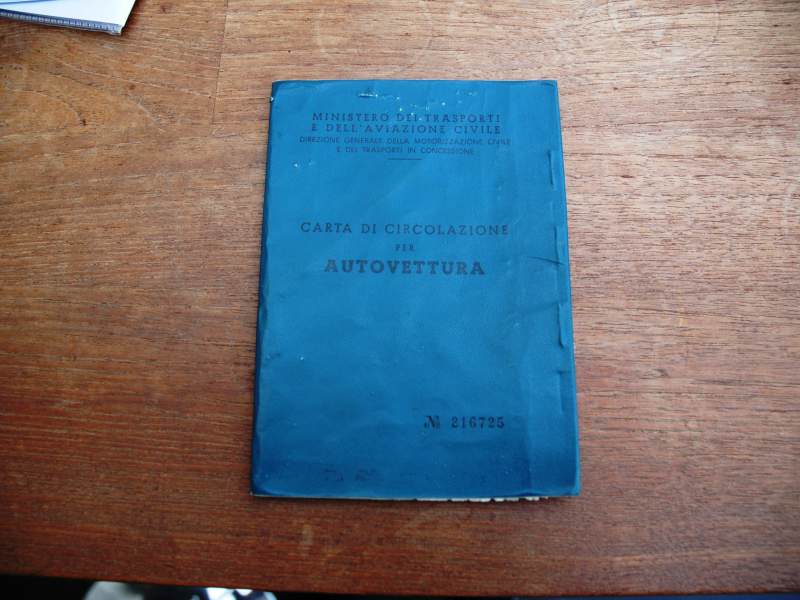 MINISTERO DEI TRASPORTI
E DELL'AVIAZIONE CIVILE
DIREZIONE GENERALE DELLA MOTORIZZAZIONE CIVILE
E DEI TRASPORTI IN CONCESSIONE
CARTA DI CIRCOLAZIONE
PER
AUTOVETTURA
№ 216725